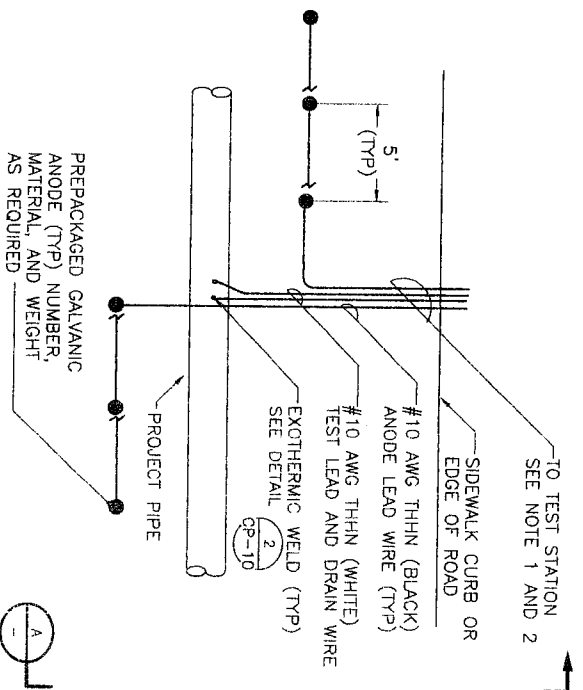 TO TEST STATION
SEE NOTE 1 AND 2
SIDEWALK CURB OR
EDGE OF ROAD
#10 AWG THHN (BLACK)
ANODE LEAD WIRE (TYP)
#10 AWG THHN (WHITE)
TEST LEAD AND DRAIN WIRE
EXOTHERMIC WELD (TYP)
SEE DETAIL
2
CP-10
PROJECT PIPE
5'
(TYP)
PREPACKAGED GALVANIC
ANODE (TYP) NUMBER,
MATERIAL, AND WEIGHT
AS REQUIRED
A
-